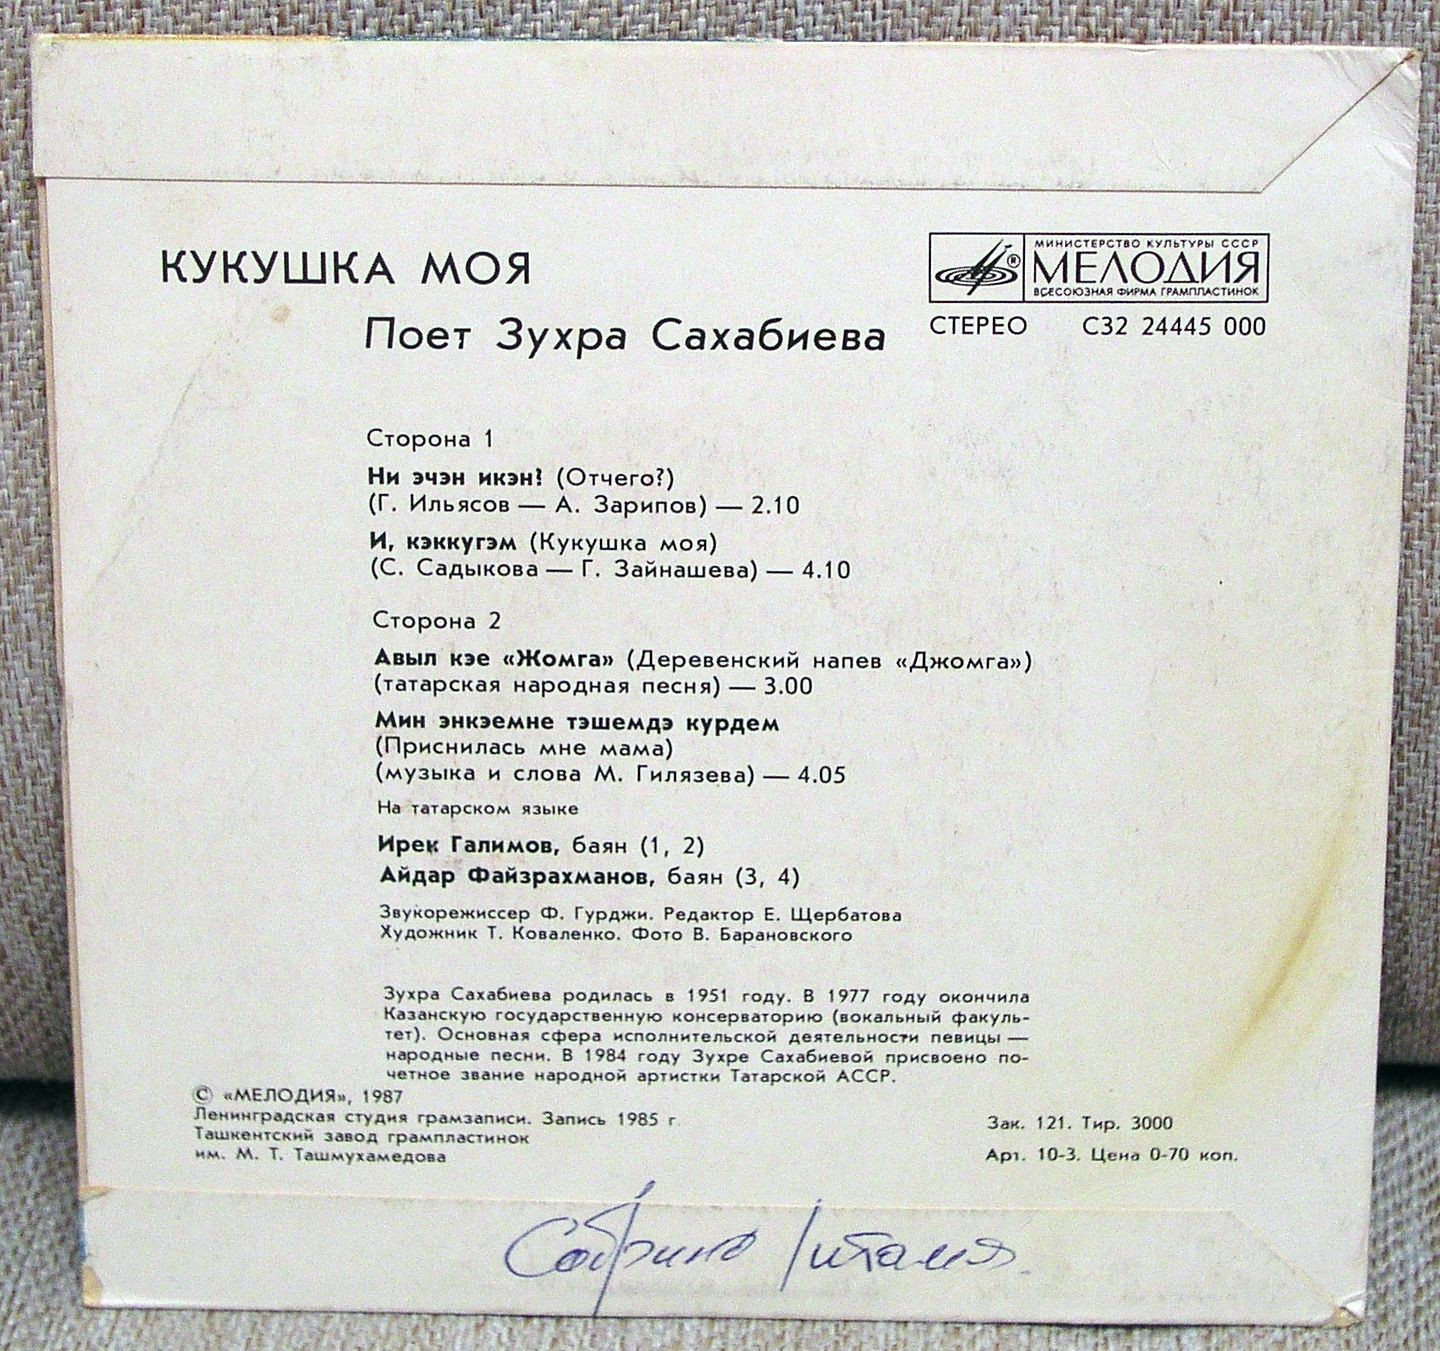 КУКУШКА МОЯ
Поет Зухра Сахабиева
МИНИСТЕРСТВО КУЛЬТУРЫ СССР
МЕЛОДИЯ
ВСЕСОЮЗНАЯ ФИРМА ГРАМПЛАСТИНОК
СТЕРЕО С32 24445 000
Сторона 1
Ни эчэн икэн? (Отчего?)
(Г. Ильясов — А. Зарипов) — 2.10
И, кэккугэм (Кукушка моя)
(С. Садыкова — Г. Зайнашева) — 4.10
Сторона 2
Авыл кэе «Жомга» (Деревенский напев «Джомга»)
(татарская народная песня) — 3.00
Мин энкэемне тэшемдэ курдем
(Приснилась мне мама)
(музыка и слова М. Гилязева) — 4.05
На татарском языке
Ирек Галимов, баян (1, 2)
Айдар Файзрахманов, баян (3, 4)
Звукорежиссер Ф. Гурджи. Редактор Е. Щербатова
Художник Т. Коваленко. Фото В. Барановского
Зухра Сахабиева родилась в 1951 году. В 1977 году окончила
Казанскую государственную консерваторию (вокальный факуль-
тет). Основная сфера исполнительской деятельности певицы —
народные песни. В 1984 году Зухре Сахабиевой присвоено по-
четное звание народной артистки Татарской АССР.
© «МЕЛОДИЯ», 1987
Ленинградская студия грамзаписи. Запись 1985 г.
Ташкентский завод грампластинок
им. М. Т. Ташмухамедова
Зак. 121. Тир. 3000
Арт. 10-3. Цена 0-70 коп.